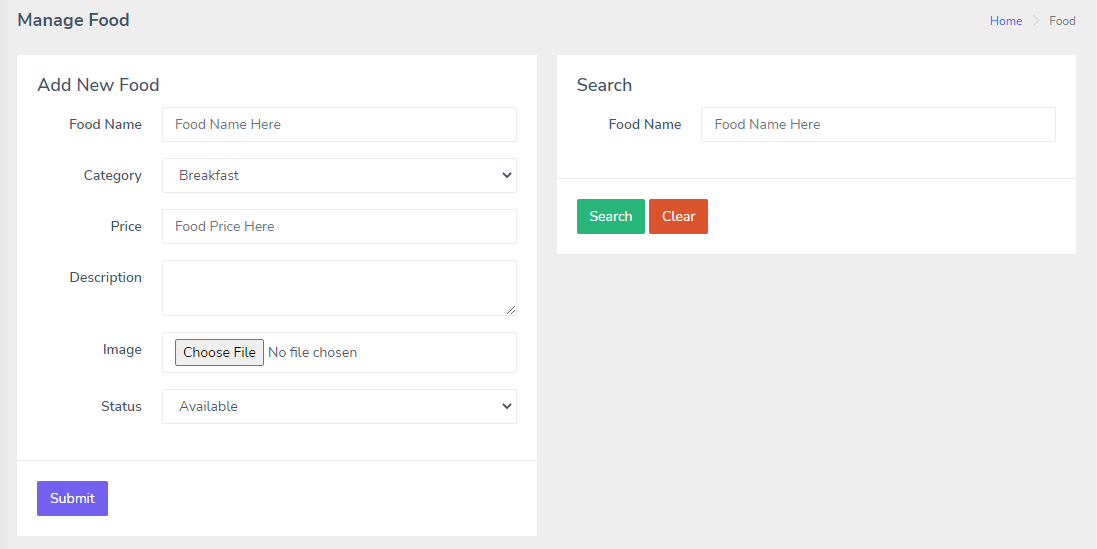 Manage Food
Home > Food
Add New Food
Food Name Food Name Here
Category Breakfast
Price Food Price Here
Description
Image Choose File No file chosen
Status Available
Submit
Search
Food Name Food Name Here
Search Clear